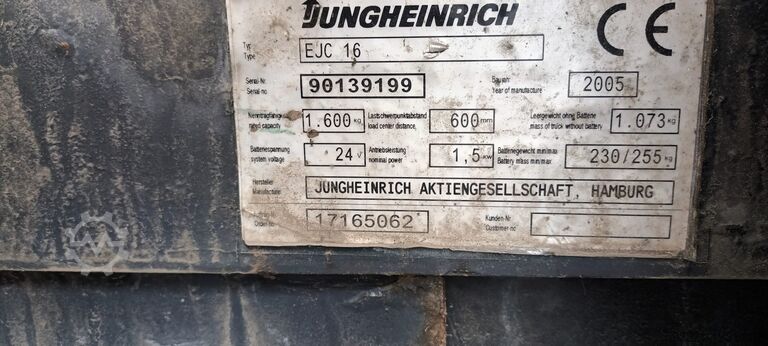 JUNGHEINRICH CE
Typ
Type EJC 16
Serial-Nr. Serial-no 90139199 Baujahr Year of manufacture 2005
Nenntragfähigkeit rated capacity 1.600 kg Lastschwerpunktabstand load center distance 600 mm Leergewicht ohne Batterie mass of truck without battery 1.073 kg
Batteriespannung system voltage 24 V Antriebsleistung nominal power 1,5 kW Batteriegewicht min/max Battery mass min/max 230/255 kg
Hersteller Manufacturer JUNGHEINRICH AKTIENGESELLSCHAFT, HAMBURG
Order-no 17165062 Kunden-Nr Customer-no